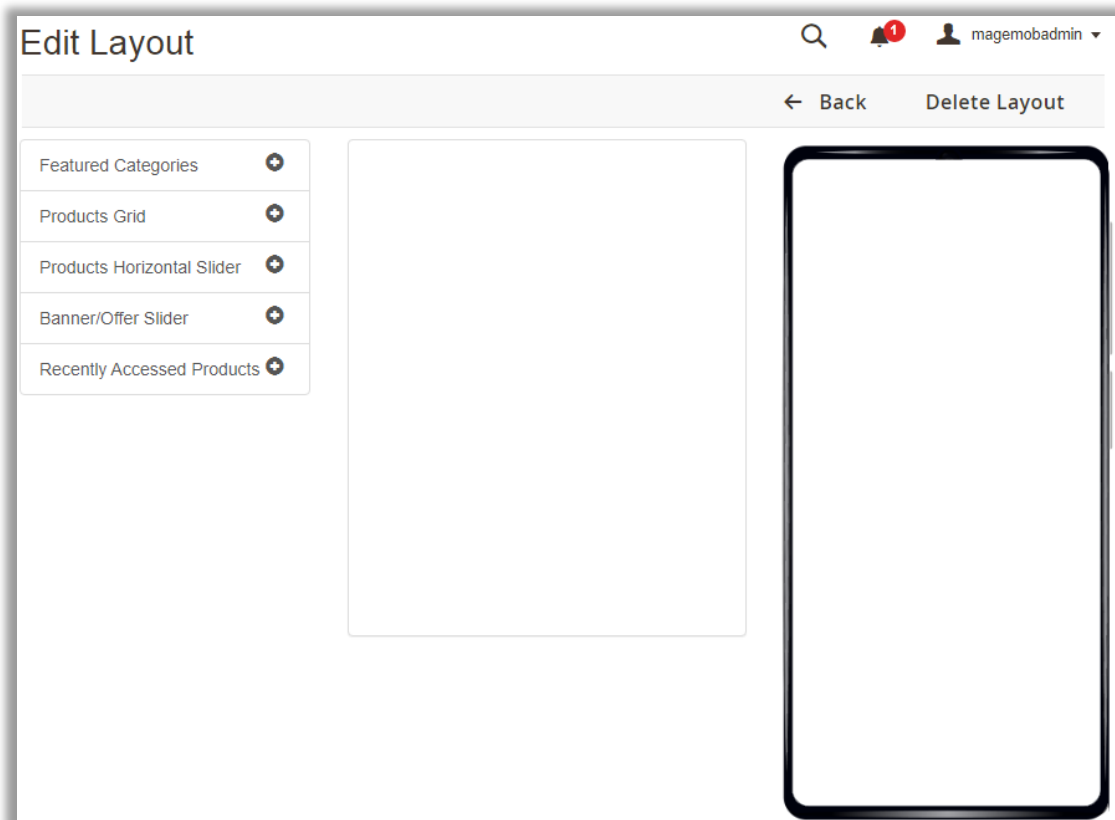 Edit Layout
1
magemobadmin
Back
Delete Layout
Featured Categories
Products Grid
Products Horizontal Slider
Banner/Offer Slider
Recently Accessed Products